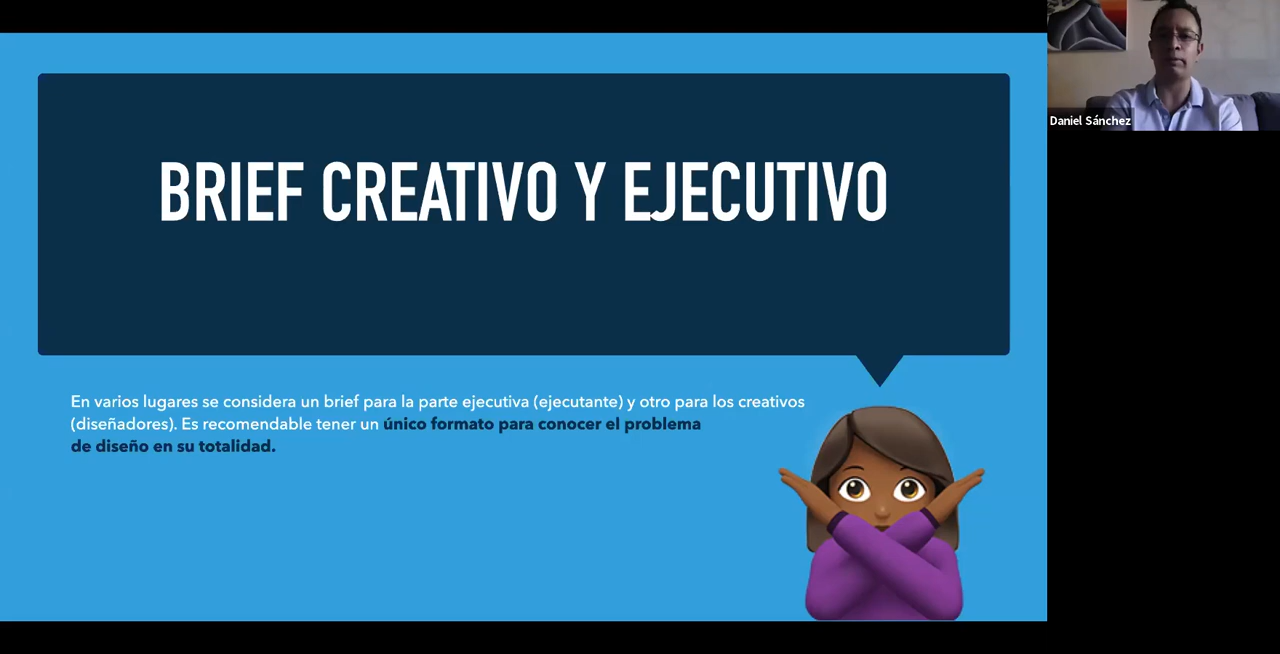 BRIEF CREATIVO Y EJECUTIVO
En varios lugares se considera un brief para la parte ejecutiva (ejecutante) y otro para los creativos
(diseñadores). Es recomendable tener un único formato para conocer el problema
de diseño en su totalidad.
Daniel Sánchez